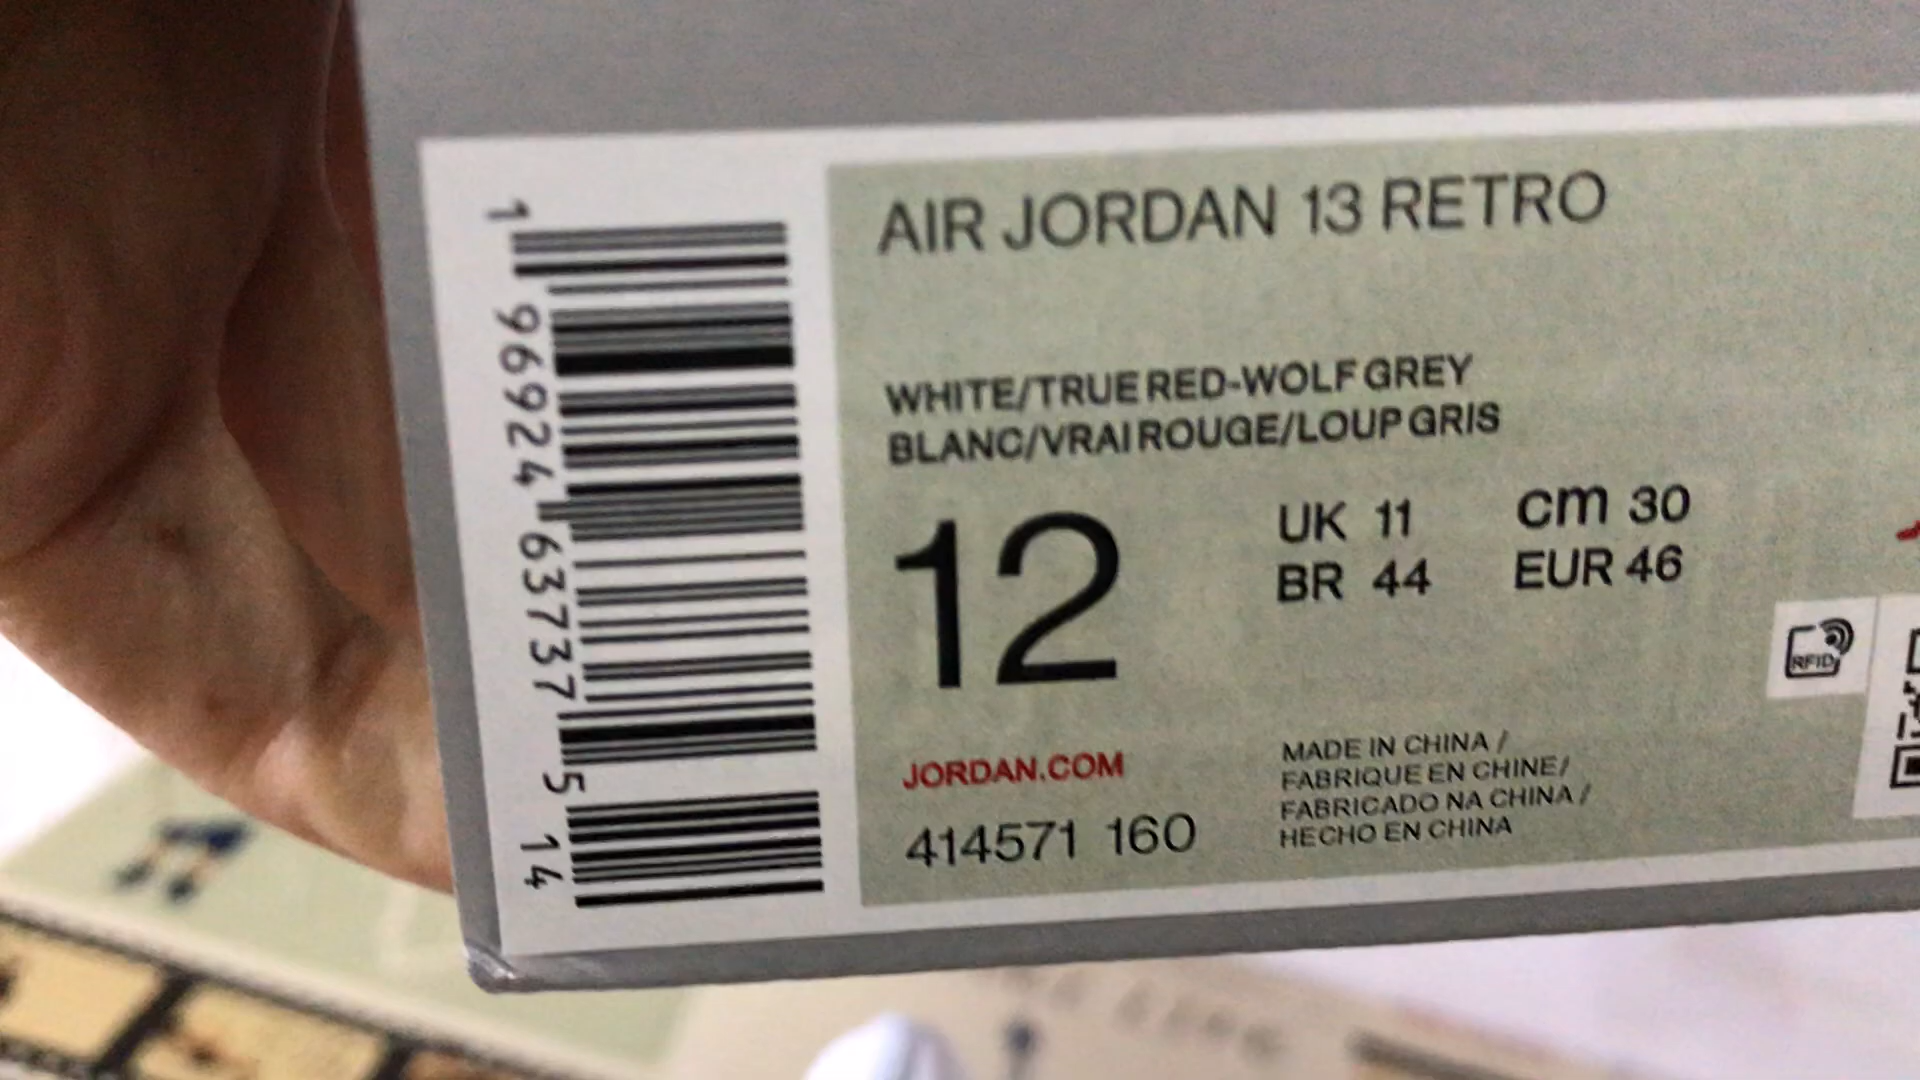 1 96924 63737 5 14
AIR JORDAN 13 RETRO
WHITE/TRUE RED-WOLF GREY
BLANC/VRAI ROUGE/LOUP GRIS
12
UK 11 cm 30
BR 44 EUR 46
RFID
JORDAN.COM
414571 160
MADE IN CHINA /
FABRIQUE EN CHINE/
FABRICADO NA CHINA /
HECHO EN CHINA